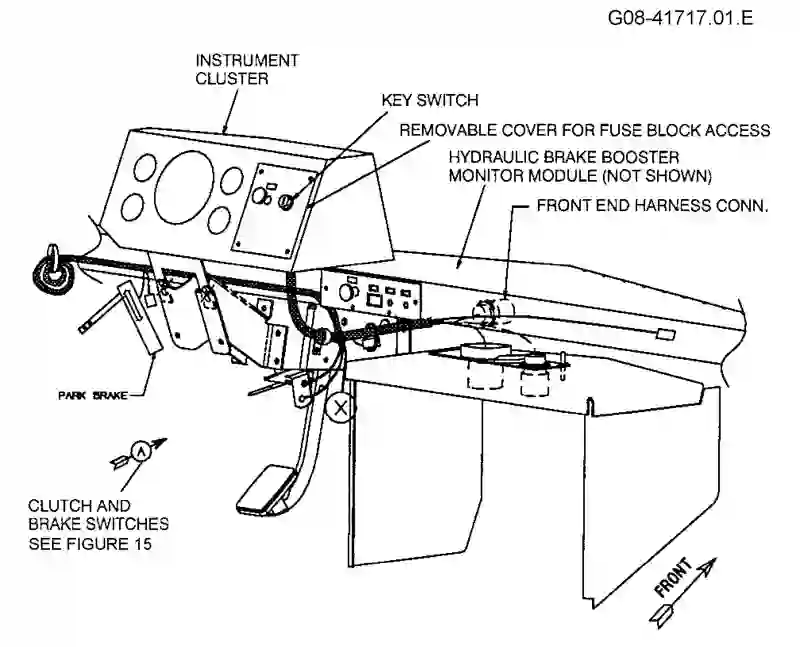 G08-41717.01.E
INSTRUMENT
CLUSTER
KEY SWITCH
REMOVABLE COVER FOR FUSE BLOCK ACCESS
HYDRAULIC BRAKE BOOSTER
MONITOR MODULE (NOT SHOWN)
FRONT END HARNESS CONN.
PARK BRAKE
X
A
CLUTCH AND
BRAKE SWITCHES
SEE FIGURE 15
FRONT